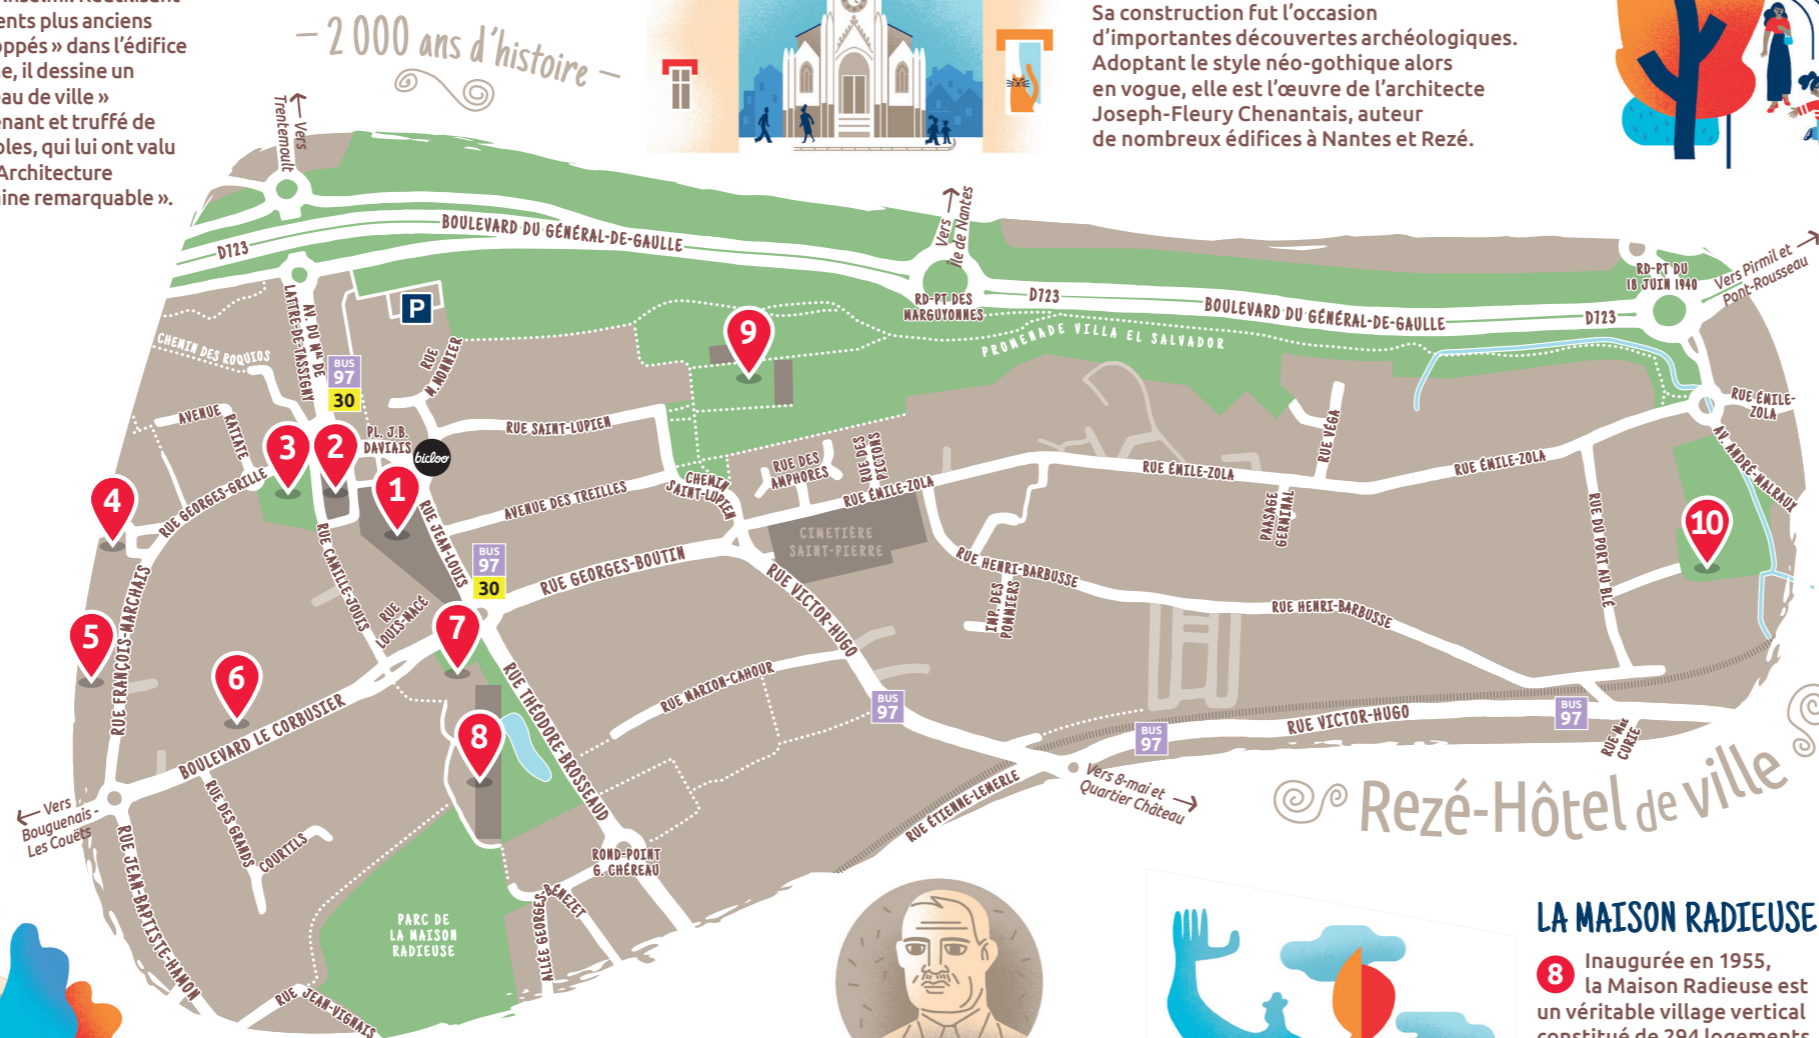 ents plus anciens
oppés » dans l'édifice
e, il dessine un
eau de ville »
enant et truffé de
oles, qui lui ont valu
Architecture
ine remarquable ».
– 2 000 ans d'histoire –
Sa construction fut l'occasion
d'importantes découvertes archéologiques.
Adoptant le style néo-gothique alors
en vogue, elle est l'œuvre de l'architecte
Joseph-Fleury Chenantais, auteur
de nombreux édifices à Nantes et Rezé.
← Vers
Trentemoult
D723
BOULEVARD DU GÉNÉRAL-DE-GAULLE
Vers →
Île de Nantes
RD-PT DES
MARGUYONNES
D723
BOULEVARD DU GÉNÉRAL-DE-GAULLE
D723
RD-PT DU
18 JUIN 1940
Vers Pirmil et →
Pont-Rousseau
PROMENADE VILLA EL SALVADOR
P
CHEMIN DES ROQUIOS
AV. DU Mal DE
LATTRE-DE-TASSIGNY
BUS
97
30
RUE
M.MONNIER
9
AVENUE
RATIATE
3
2
PL. J.B.
DAVIAIS
bicloo
RUE SAINT-LUPIEN
1
4
RUE GEORGES-GRILLE
AVENUE DES TREILLES
CHEMIN
SAINT-LUPIEN
RUE DES
AMPHORES
RUE DES
PICTONS
RUE ÉMILE-ZOLA
RUE ÉMILE-ZOLA
RUE VÉGA
PAASAGE
GERMINAL
RUE ÉMILE-ZOLA
RUE ÉMILE-
ZOLA
AV. ANDRÉ-MALRAUX
RUE DU PORT AU BLÉ
10
CIMETIÈRE
SAINT-PIERRE
RUE CAMILLE-JOUIS
RUE JEAN-LOUIS
BUS
97
30
RUE GEORGES-BOUTIN
RUE
LOUIS-MACÉ
7
RUE VICTOR-HUGO
RUE HENRI-BARBUSSE
IMP. DES
POMMIERS
RUE HENRI-BARBUSSE
5
RUE FRANÇOIS-MARCHAIS
6
BOULEVARD LE CORBUSIER
8
RUE THÉODORE-BROSSEAUD
RUE MARION-CAHOUR
BUS
97
BUS
97
RUE VICTOR-HUGO
BUS
97
RUE Mme
CURIE
← Vers
Bouguenais -
Les Couëts
RUE DES GRANDS
COURTILS
RUE JEAN-BAPTISTE-HAMON
RUE ÉTIENNE-LEMERLE
Vers 8-mai et →
Quartier Château
Rezé-Hôtel de ville
ROND-POINT
G. CHÉREAU
ALLÉE GEORGES-BÉNEZET
PARC DE
LA MAISON
RADIEUSE
RUE JEAN-VIGNAIS
LA MAISON RADIEUSE
8 Inaugurée en 1955,
la Maison Radieuse est
un véritable village vertical
constitué de 294 logements